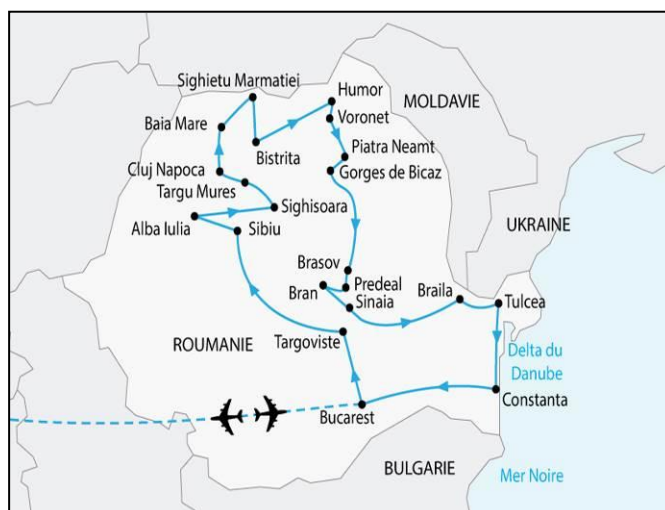 Sighietu Marmatiei
Humor
MOLDAVIE
Voronet
Baia Mare
Piatra Neamt
Bistrita
Gorges de Bicaz
Cluj Napoca
Targu Mures
Sighisoara
Alba Iulia
Sibiu
UKRAINE
Brasov
Predeal
Bran
Sinaia
Braila
Tulcea
ROUMANIE
Targoviste
Delta du
Danube
Constanta
Bucarest
BULGARIE
Mer Noire